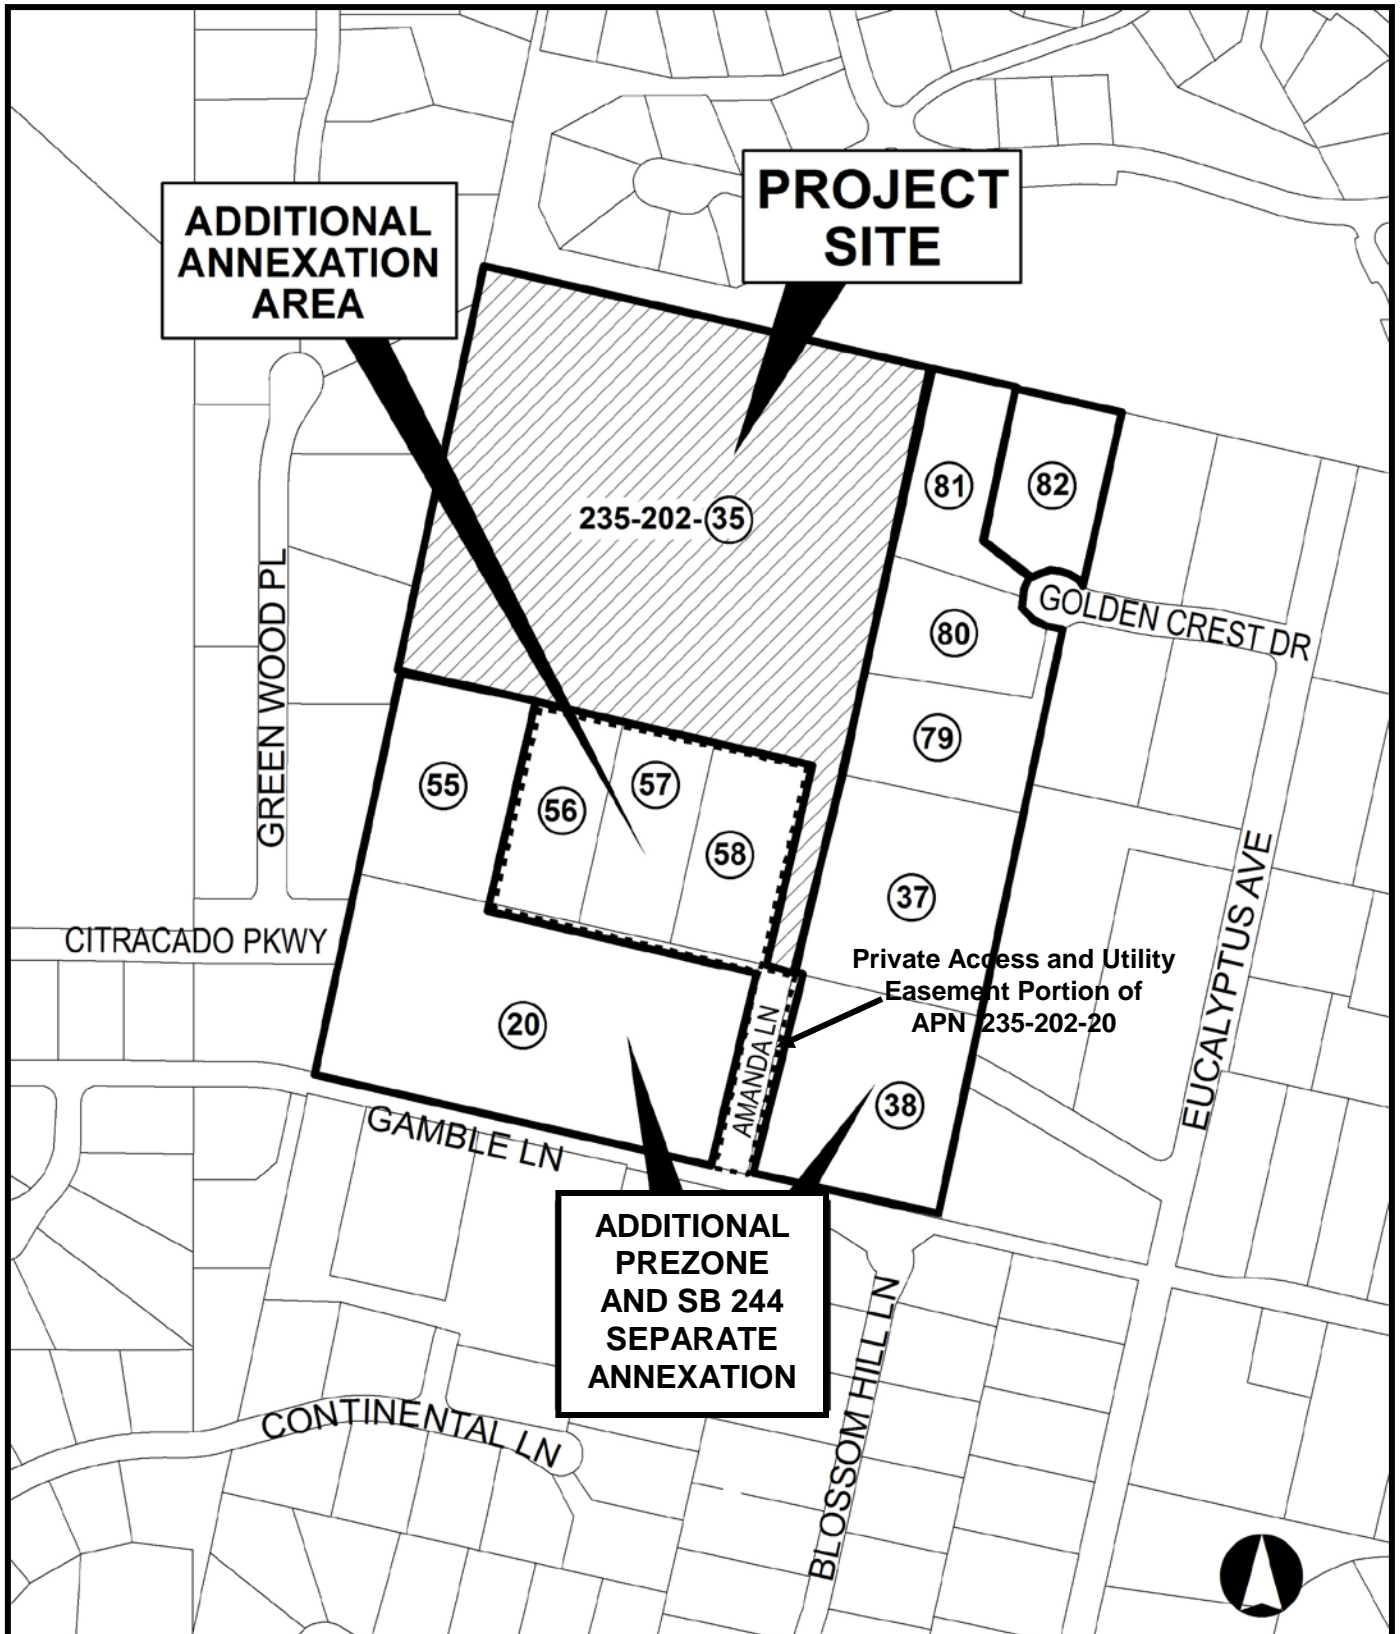 PROJECT
SITE
ADDITIONAL
ANNEXATION
AREA
81
82
235-202-35
GOLDEN CREST DR
80
GREEN WOOD PL
79
55
57
56
58
37
EUCALYPTUS AVE
CITRACADO PKWY
Private Access and Utility
Easement Portion of
APN 235-202-20
20
AMANDA LN
38
GAMBLE LN
ADDITIONAL
PREZONE
AND SB 244
SEPARATE
ANNEXATION
BLOSSOM HILL LN
CONTINENTAL LN